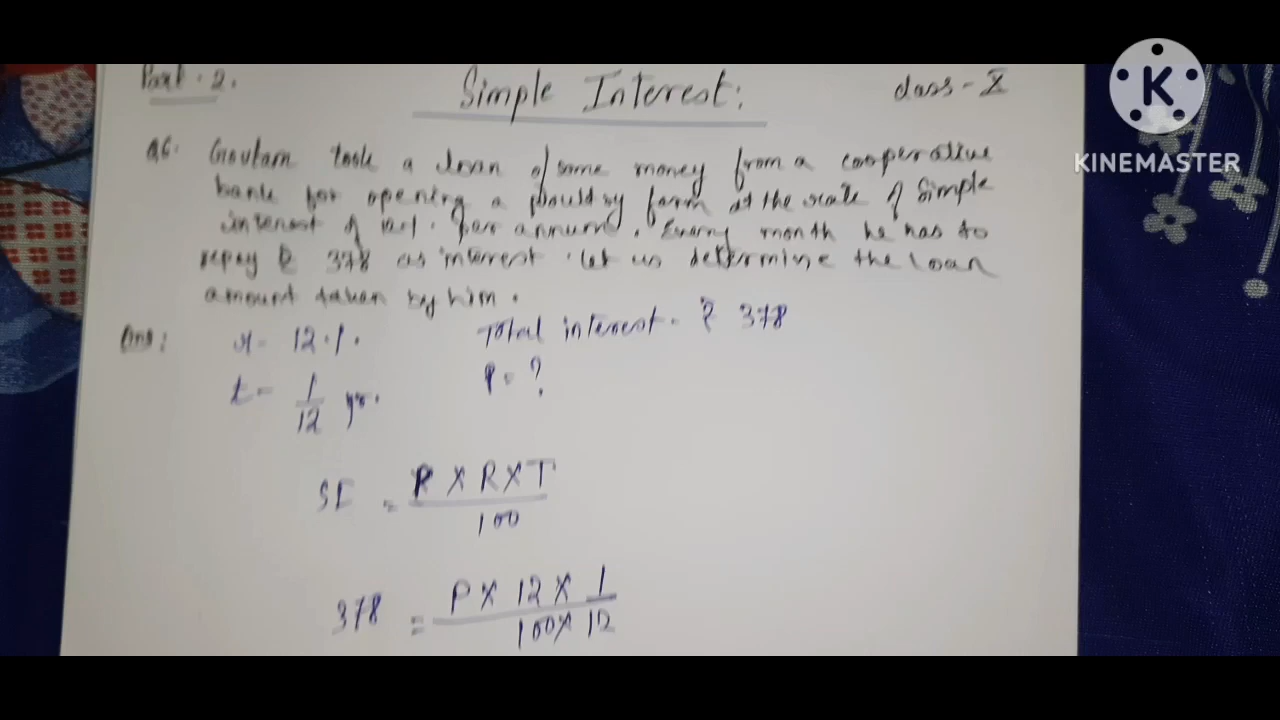 Part - 2.
Simple Interest:
class - X
Q6. Goutam took a loan of some money from a cooperative
bank for opening a poultry farm at the rate of Simple
interest of 12%. per annum. Every month he has to
repay ₹ 378 as interest. let us determine the loan
amount taken by him.
Ans:
r = 12%.
Total interest = ₹ 378
t = 1/12 yr.
P = ?
SI = P X R X T
100
378 = P X 12 X 1
100 X 12
K
KINEMASTER